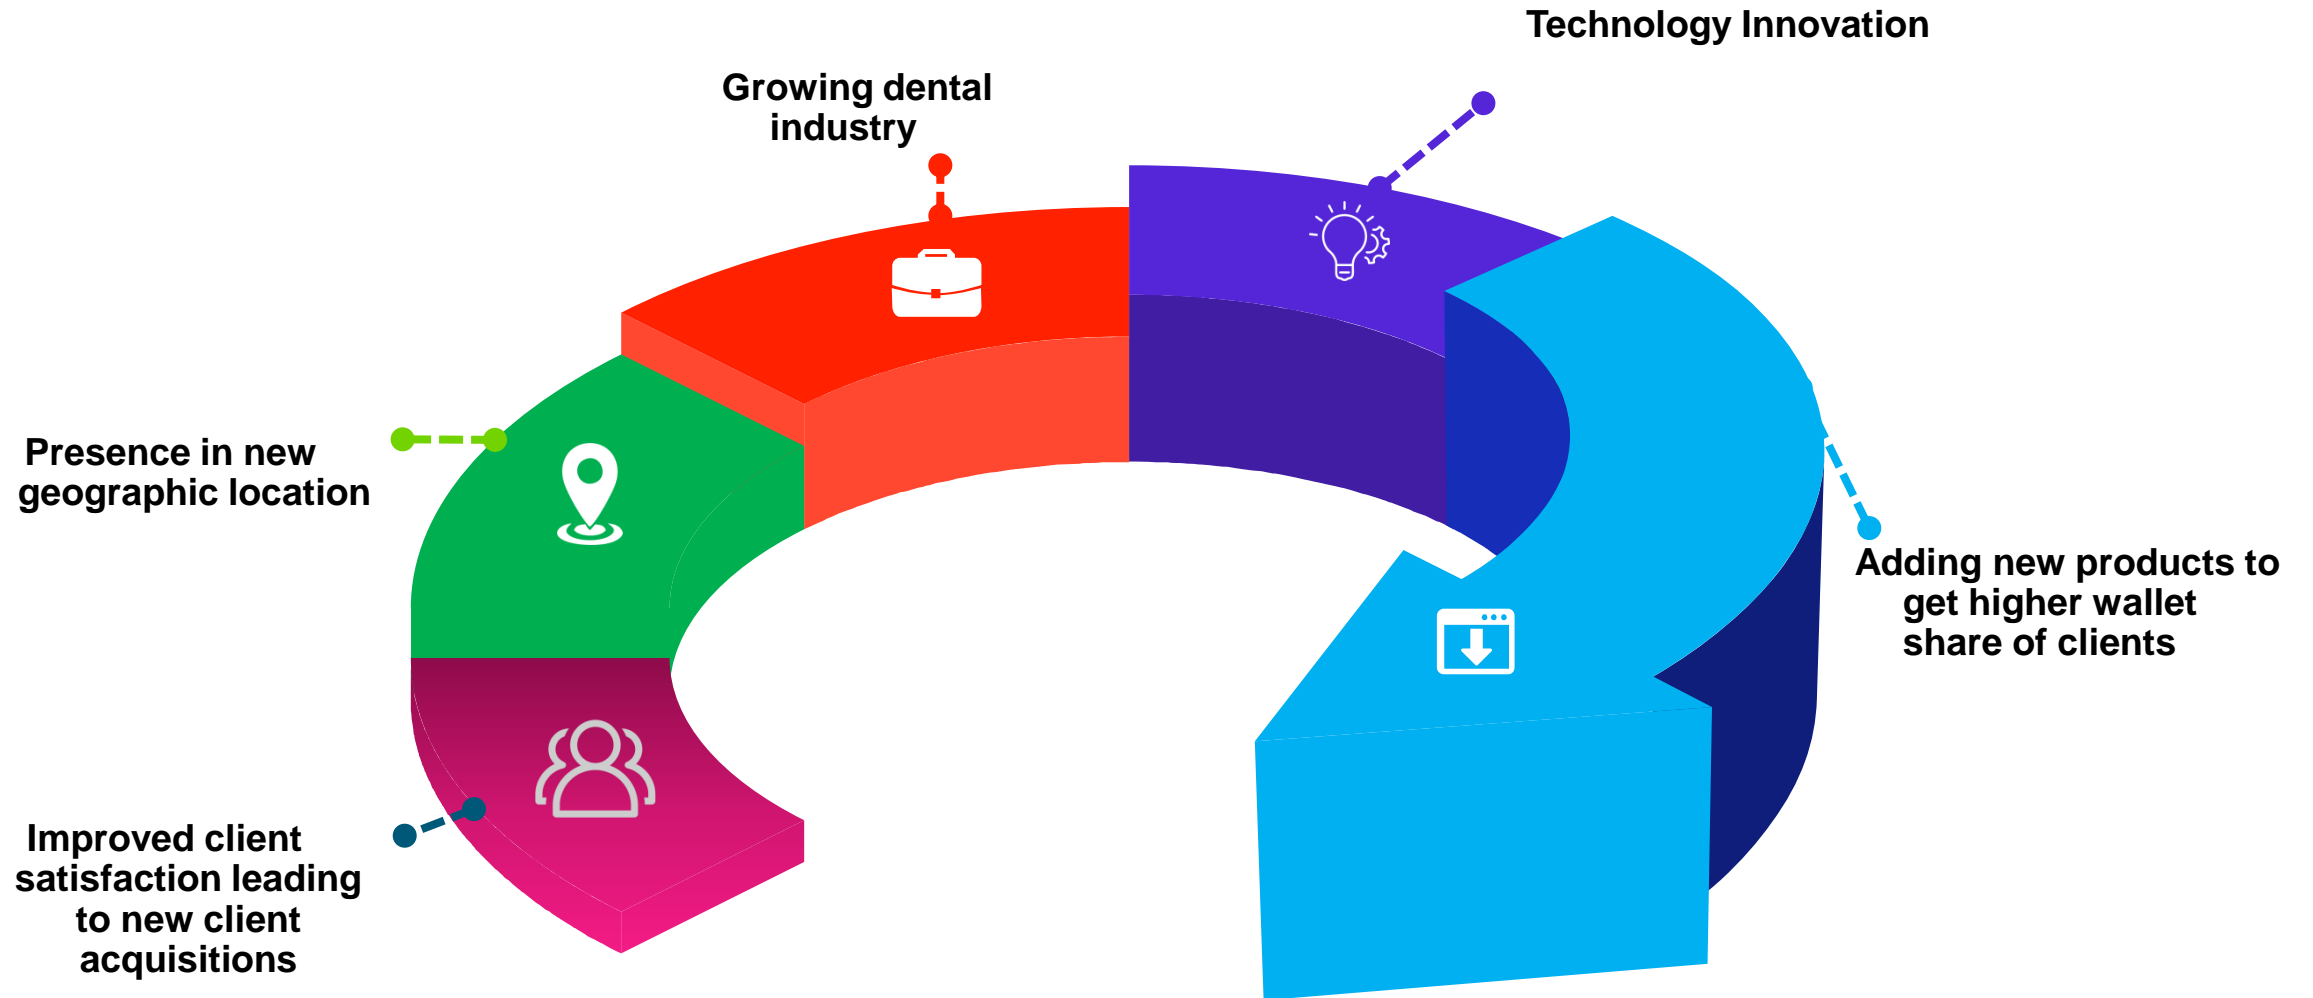 Technology Innovation
Growing dental
industry
Presence in new
geographic location
Adding new products to
get higher wallet
share of clients
Improved client
satisfaction leading
to new client
acquisitions